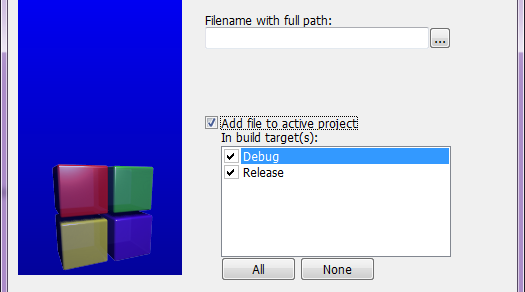 Filename with full path:
...
Add file to active project
In build target(s):
Debug
Release
All
None